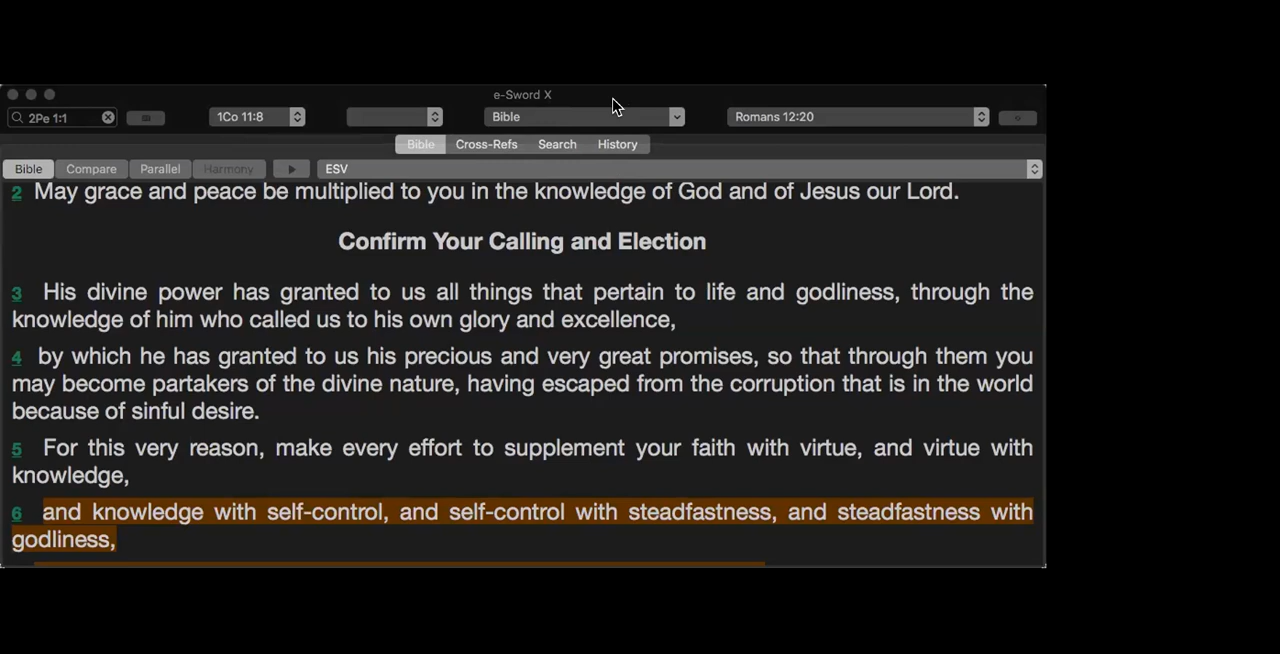 e-Sword X
2Pe 1:1
1Co 11:8
Bible
Romans 12:20
Bible
Cross-Refs
Search
History
Bible
Compare
Parallel
Harmony
ESV
2 May grace and peace be multiplied to you in the knowledge of God and of Jesus our Lord.
Confirm Your Calling and Election
3 His divine power has granted to us all things that pertain to life and godliness, through the
knowledge of him who called us to his own glory and excellence,
4 by which he has granted to us his precious and very great promises, so that through them you
may become partakers of the divine nature, having escaped from the corruption that is in the world
because of sinful desire.
5 For this very reason, make every effort to supplement your faith with virtue, and virtue with
knowledge,
6 and knowledge with self-control, and self-control with steadfastness, and steadfastness with
godliness,